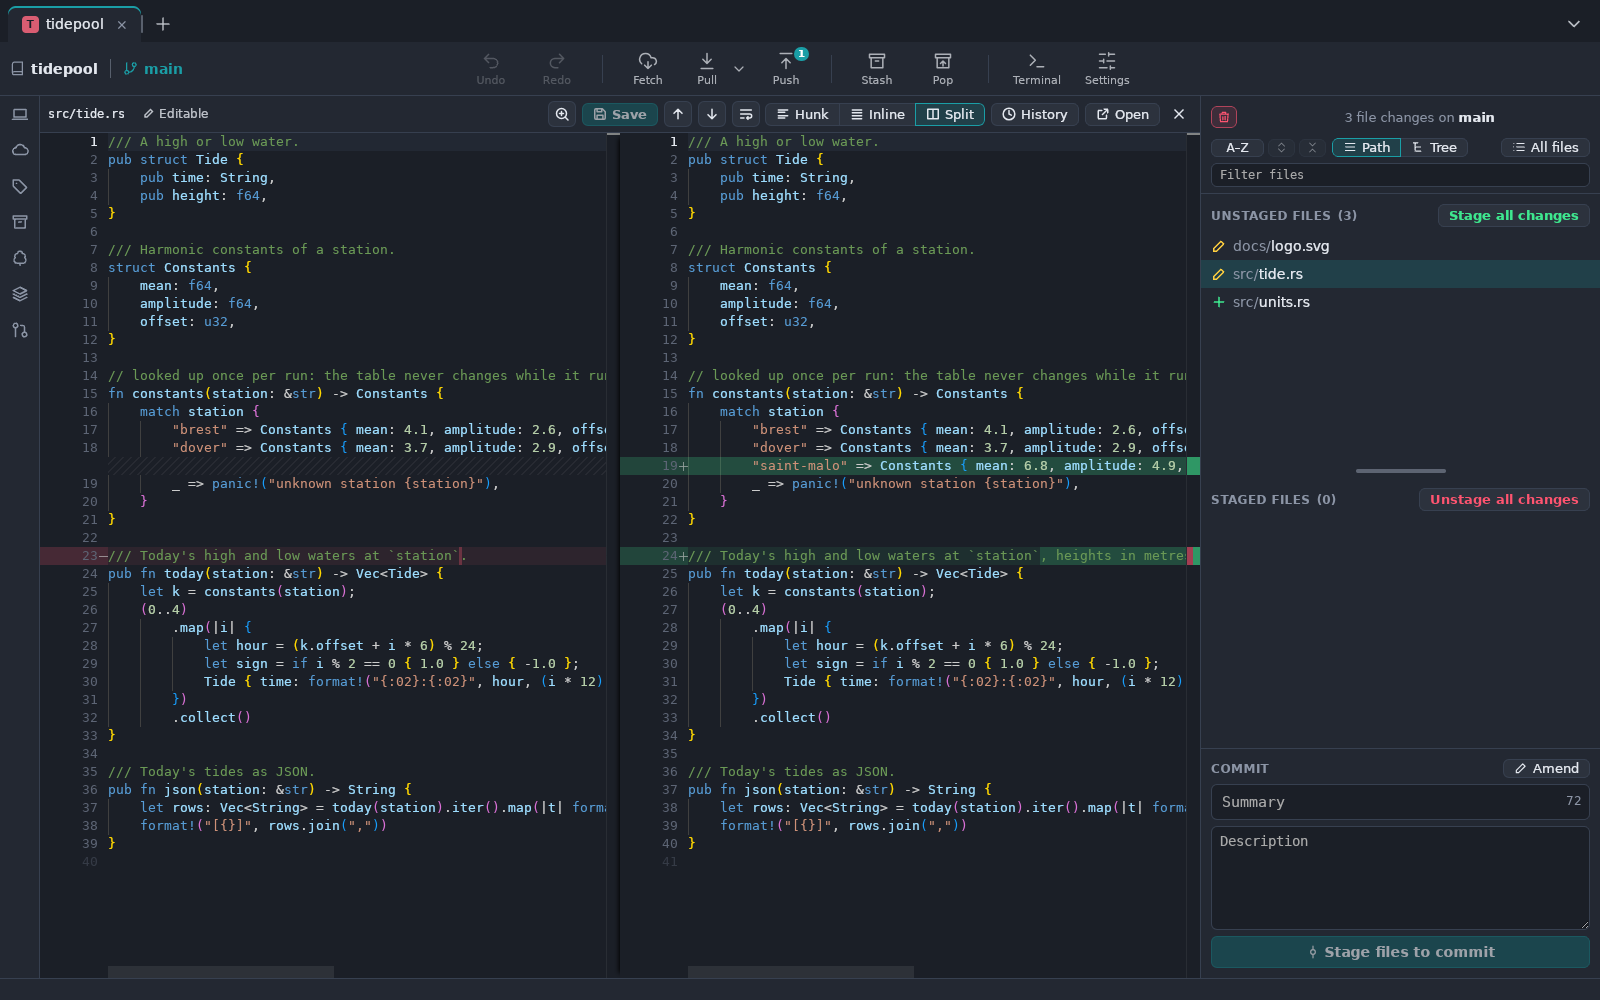 T tidepool
tidepool main
Undo Redo Fetch Pull Push 1 Stash Pop Terminal Settings
src/tide.rs Editable Save Hunk Inline Split History Open
1 /// A high or low water.
2 pub struct Tide {
3 pub time: String,
4 pub height: f64,
5 }
6
7 /// Harmonic constants of a station.
8 struct Constants {
9 mean: f64,
10 amplitude: f64,
11 offset: u32,
12 }
13
14 // looked up once per run: the table never changes while it ru
15 fn constants(station: &str) -> Constants {
16 match station {
17 "brest" => Constants { mean: 4.1, amplitude: 2.6, offs
18 "dover" => Constants { mean: 3.7, amplitude: 2.9, offs
19 _ => panic!("unknown station {station}"),
20 }
21 }
22
23 — /// Today's high and low waters at `station`.
24 pub fn today(station: &str) -> Vec<Tide> {
25 let k = constants(station);
26 (0..4)
27 .map(|i| {
28 let hour = (k.offset + i * 6) % 24;
29 let sign = if i % 2 == 0 { 1.0 } else { -1.0 };
30 Tide { time: format!("{:02}:{:02}", hour, (i * 12)
31 })
32 .collect()
33 }
34
35 /// Today's tides as JSON.
36 pub fn json(station: &str) -> String {
37 let rows: Vec<String> = today(station).iter().map(|t| forma
38 format!("[{}]", rows.join(","))
39 }
40
1 /// A high or low water.
2 pub struct Tide {
3 pub time: String,
4 pub height: f64,
5 }
6
7 /// Harmonic constants of a station.
8 struct Constants {
9 mean: f64,
10 amplitude: f64,
11 offset: u32,
12 }
13
14 // looked up once per run: the table never changes while it ru
15 fn constants(station: &str) -> Constants {
16 match station {
17 "brest" => Constants { mean: 4.1, amplitude: 2.6, offs
18 "dover" => Constants { mean: 3.7, amplitude: 2.9, offs
19 + "saint-malo" => Constants { mean: 6.8, amplitude: 4.9,
20 _ => panic!("unknown station {station}"),
21 }
22 }
23
24 + /// Today's high and low waters at `station`, heights in metre
25 pub fn today(station: &str) -> Vec<Tide> {
26 let k = constants(station);
27 (0..4)
28 .map(|i| {
29 let hour = (k.offset + i * 6) % 24;
30 let sign = if i % 2 == 0 { 1.0 } else { -1.0 };
31 Tide { time: format!("{:02}:{:02}", hour, (i * 12)
32 })
33 .collect()
34 }
35
36 /// Today's tides as JSON.
37 pub fn json(station: &str) -> String {
38 let rows: Vec<String> = today(station).iter().map(|t| forma
39 format!("[{}]", rows.join(","))
40 }
41
3 file changes on main
A–Z Path Tree All files
Filter files
UNSTAGED FILES (3) Stage all changes
docs/logo.svg
src/tide.rs
src/units.rs
STAGED FILES (0) Unstage all changes
COMMIT Amend
Summary 72
Description
Stage files to commit